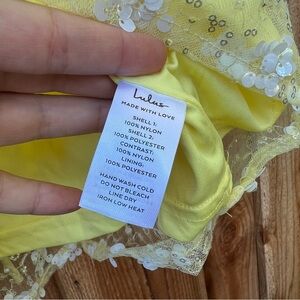 Lulus
MADE WITH LOVE
SHELL 1:
100% NYLON
SHELL 2:
100% POLYESTER
CONTRAST:
100% NYLON
LINING:
100% POLYESTER
HAND WASH COLD
DO NOT BLEACH
LINE DRY
IRON LOW HEAT